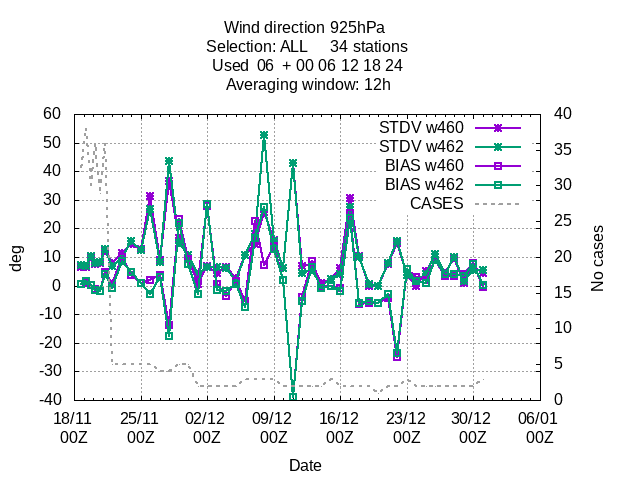 Wind direction 925hPa
Selection: ALL     34 stations
Used  06  + 00 06 12 18 24
Averaging window: 12h
60
50
40
30
20
10
0
-10
-20
-30
-40
deg
40
35
30
25
20
15
10
5
0
No cases
STDV w460
STDV w462
BIAS w460
BIAS w462
CASES
18/11 25/11 02/12 09/12 16/12 23/12 30/12 06/01
00Z 00Z 00Z 00Z 00Z 00Z 00Z 00Z
Date